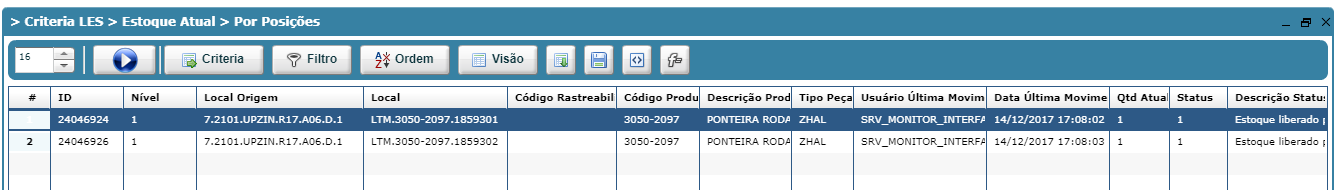 > Criteria LES > Estoque Atual > Por Posições
16 Criteria Filtro Ordem Visão
# ID Nível Local Origem Local Código Rastreabil Código Produ Descrição Prod Tipo Peça Usuário Última Movim Data Última Movime Qtd Atual Status Descrição Status
1 24046924 1 7.2101.UPZIN.R17.A06.D.1 LTM.3050-2097.1859301 3050-2097 PONTEIRA RODA ZHAL SRV_MONITOR_INTERFA 14/12/2017 17:08:02 1 1 Estoque liberado p
2 24046926 1 7.2101.UPZIN.R17.A06.D.1 LTM.3050-2097.1859302 3050-2097 PONTEIRA RODA ZHAL SRV_MONITOR_INTERFA 14/12/2017 17:08:03 1 1 Estoque liberado p